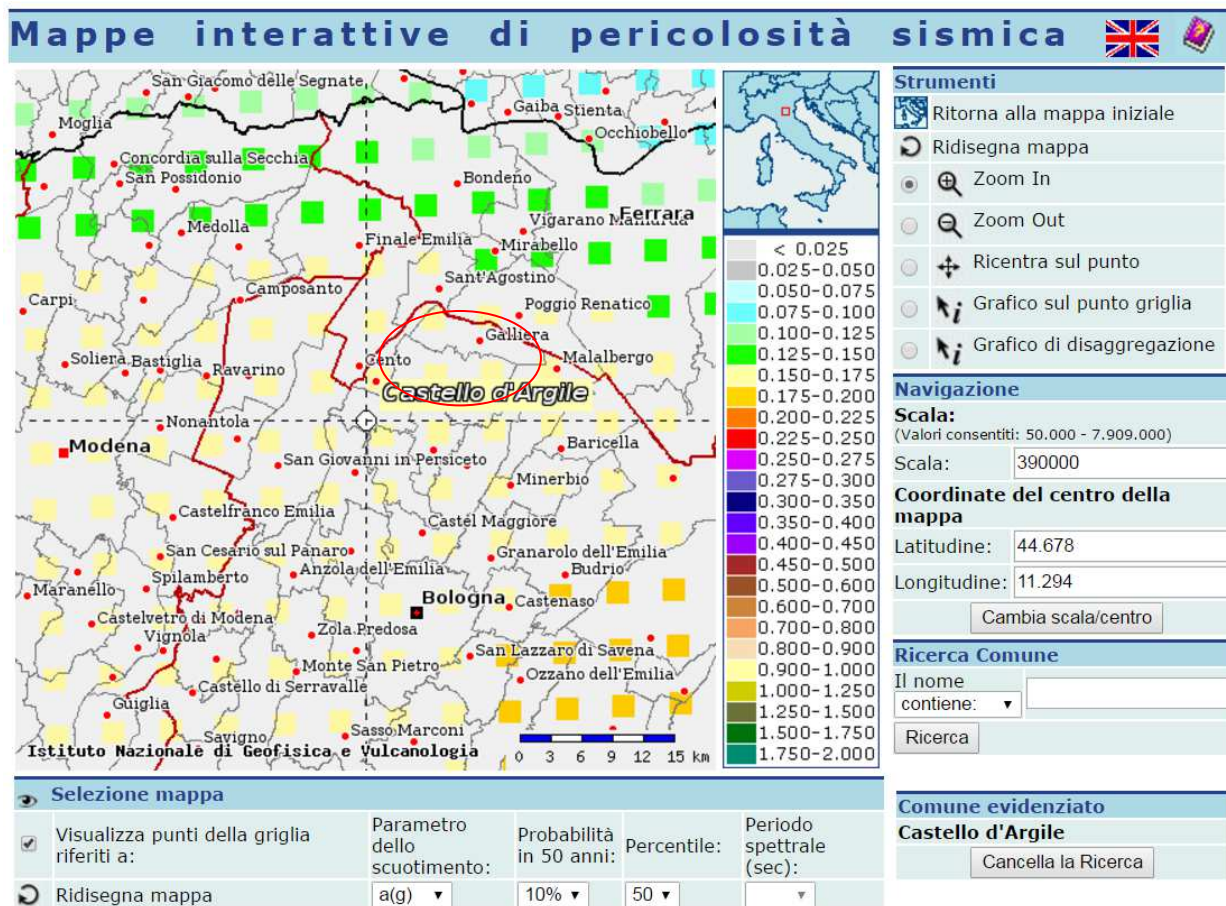 Mappe interattive di pericolosità sismica
San Giacomo delle Segnate
Gaiba
Stienta
Moglia
Occhiobello
Concordia sulla Secchia
San Possidonio
Bondeno
Vigarano Mainarda
Ferrara
Medolla
Finale Emilia
Mirabello
Sant'Agostino
Camposanto
Carpi
Poggio Renatico
Galliera
Soliera
Bastiglia
Ravarino
Cento
Malalbergo
Castello d'Argile
Nonantola
Modena
Baricella
San Giovanni in Persiceto
Minerbio
Castelfranco Emilia
Castel Maggiore
San Cesario sul Panaro
Granarolo dell'Emilia
Anzola dell'Emilia
Budrio
Maranello
Spilamberto
Bologna
Castenaso
Castelvetro di Modena
Vignola
Zola Predosa
San Lazzaro di Savena
Monte San Pietro
Ozzano dell'Emilia
Castello di Serravalle
Guiglia
Savigno
Sasso Marconi
Istituto Nazionale di Geofisica e Vulcanologia
0 3 6 9 12 15 km
< 0.025
0.025-0.050
0.050-0.075
0.075-0.100
0.100-0.125
0.125-0.150
0.150-0.175
0.175-0.200
0.200-0.225
0.225-0.250
0.250-0.275
0.275-0.300
0.300-0.350
0.350-0.400
0.400-0.450
0.450-0.500
0.500-0.600
0.600-0.700
0.700-0.800
0.800-0.900
0.900-1.000
1.000-1.250
1.250-1.500
1.500-1.750
1.750-2.000
Strumenti
Ritorna alla mappa iniziale
Ridisegna mappa
Zoom In
Zoom Out
Ricentra sul punto
Grafico sul punto griglia
Grafico di disaggregazione
Navigazione
Scala:
(Valori consentiti: 50.000 - 7.909.000)
Scala: 390000
Coordinate del centro della
mappa
Latitudine: 44.678
Longitudine: 11.294
Cambia scala/centro
Ricerca Comune
Il nome
contiene:
Ricerca
Comune evidenziato
Castello d'Argile
Cancella la Ricerca
Selezione mappa
Visualizza punti della griglia
riferiti a:
Parametro
dello
scuotimento:
Probabilità
in 50 anni:
Percentile:
Periodo
spettrale
(sec):
Ridisegna mappa
a(g)
10%
50